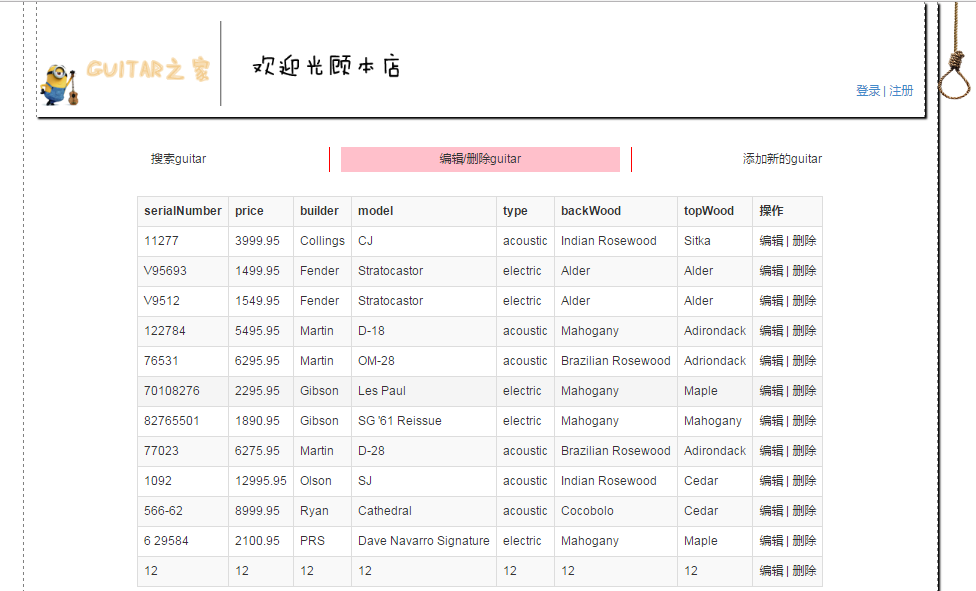 GUITAR之家
欢迎光顾本店
登录 | 注册
搜索guitar 编辑/删除guitar 添加新的guitar
serialNumber price builder model type backWood topWood 操作
11277 3999.95 Collings CJ acoustic Indian Rosewood Sitka 编辑 | 删除
V95693 1499.95 Fender Stratocastor electric Alder Alder 编辑 | 删除
V9512 1549.95 Fender Stratocastor electric Alder Alder 编辑 | 删除
122784 5495.95 Martin D-18 acoustic Mahogany Adirondack 编辑 | 删除
76531 6295.95 Martin OM-28 acoustic Brazilian Rosewood Adriondack 编辑 | 删除
70108276 2295.95 Gibson Les Paul electric Mahogany Maple 编辑 | 删除
82765501 1890.95 Gibson SG '61 Reissue electric Mahogany Mahogany 编辑 | 删除
77023 6275.95 Martin D-28 acoustic Brazilian Rosewood Adirondack 编辑 | 删除
1092 12995.95 Olson SJ acoustic Indian Rosewood Cedar 编辑 | 删除
566-62 8999.95 Ryan Cathedral acoustic Cocobolo Cedar 编辑 | 删除
6 29584 2100.95 PRS Dave Navarro Signature electric Mahogany Maple 编辑 | 删除
12 12 12 12 12 12 12 编辑 | 删除